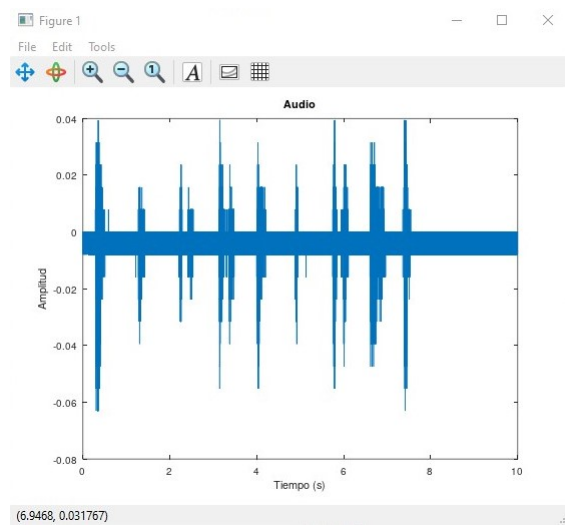 Figure 1
File Edit Tools
A
Audio
0.04
0.02
0
-0.02
-0.04
-0.06
-0.08
Amplitud
0 2 4 6 8 10
Tiempo (s)
(6.9468, 0.031767)